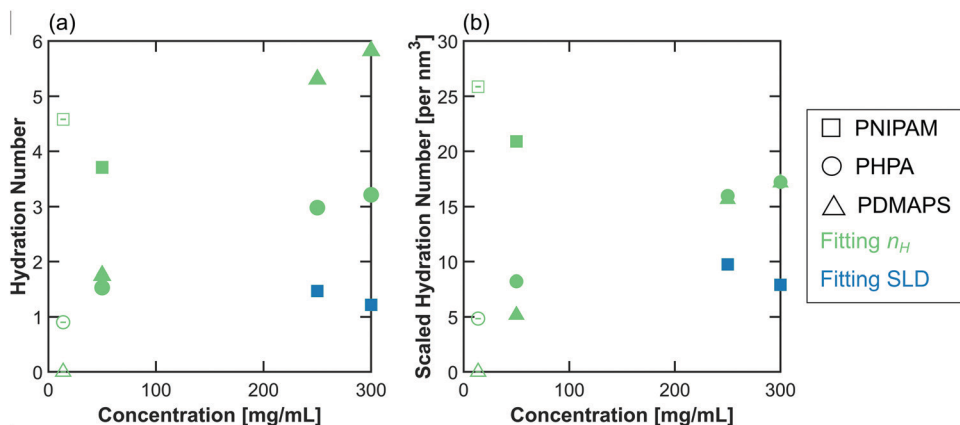 (a)
6
5
4
3
2
1
0
Hydration Number
0
100
200
300
Concentration [mg/mL]
(b)
30
25
20
15
10
5
0
Scaled Hydration Number [per nm³]
0
100
200
300
Concentration [mg/mL]
PNIPAM
PHPA
PDMAPS
Fitting n_H
Fitting SLD